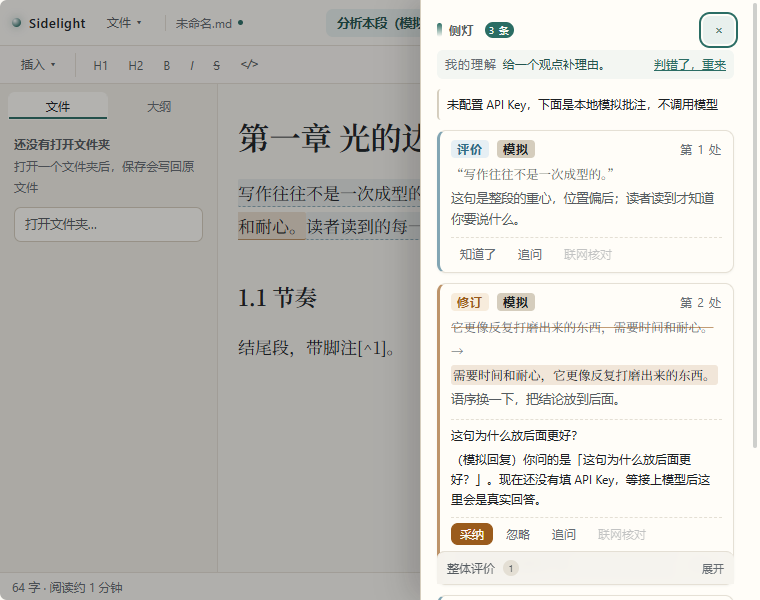 Sidelight 文件 未命名.md 分析本段（模
插入 H1 H2 B I S </>
文件 大纲
还没有打开文件夹
打开一个文件夹后，保存会写回原
文件
打开文件夹...
第一章 光的边
写作往往不是一次成型的
和耐心。读者读到的每一
1.1 节奏
结尾段，带脚注[^1]。
64 字 · 阅读约 1 分钟
侧灯 3 条 ×
我的理解 给一个观点补理由。 判错了，重来
未配置 API Key，下面是本地模拟批注，不调用模型
评价 模拟 第 1 处
“写作往往不是一次成型的。”
这句是整段的重心，位置偏后；读者读到才知道
你要说什么。
知道了 追问 联网核对
修订 模拟 第 2 处
它更像反复打磨出来的东西，需要时间和耐心。
→
需要时间和耐心，它更像反复打磨出来的东西。
语序换一下，把结论放到后面。
这句为什么放后面更好？
（模拟回复）你问的是「这句为什么放后面更
好？」。现在还没有填 API Key，等接上模型后这
里会是真实回答。
采纳 忽略 追问 联网核对
整体评价 1 展开